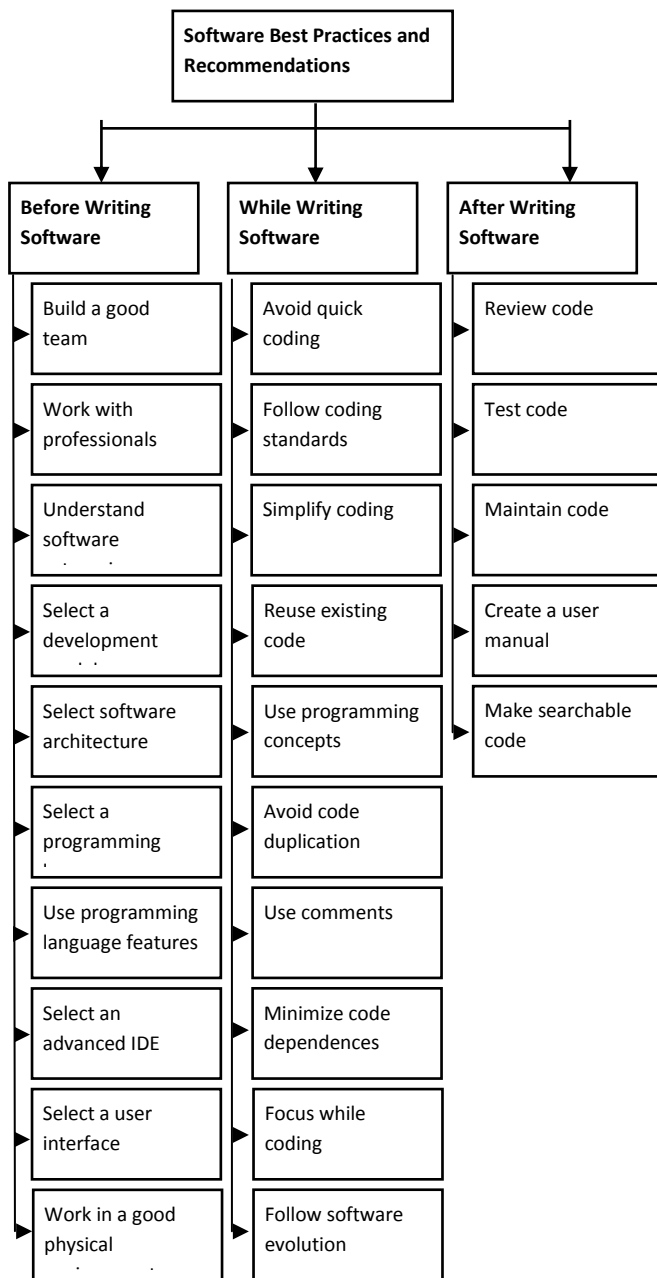 Software Best Practices and
Recommendations
Before Writing
Software
Build a good
team
Work with
professionals
Understand
software
Select a
development
Select software
architecture
Select a
programming
Use programming
language features
Select an
advanced IDE
Select a user
interface
Work in a good
physical
While Writing
Software
Avoid quick
coding
Follow coding
standards
Simplify coding
Reuse existing
code
Use programming
concepts
Avoid code
duplication
Use comments
Minimize code
dependences
Focus while
coding
Follow software
evolution
After Writing
Software
Review code
Test code
Maintain code
Create a user
manual
Make searchable
code